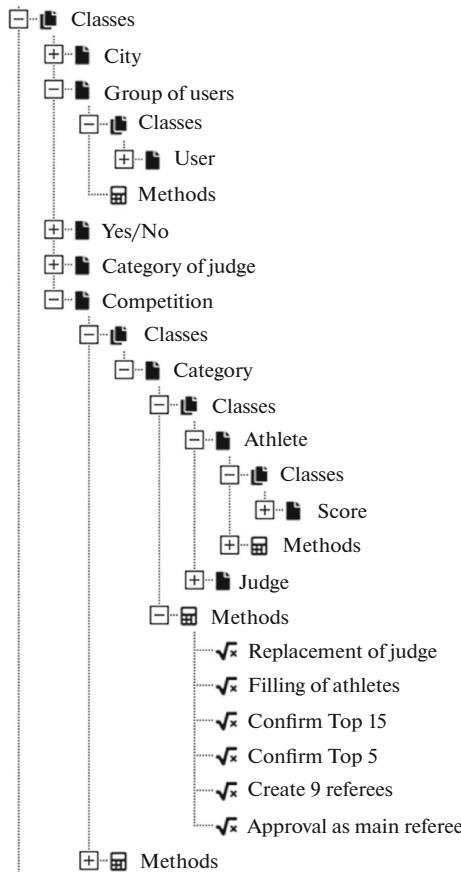 Classes
City
Group of users
Classes
User
Methods
Yes/No
Category of judge
Competition
Classes
Category
Classes
Athlete
Classes
Score
Methods
Judge
Methods
Replacement of judge
Filling of athletes
Confirm Top 15
Confirm Top 5
Create 9 referees
Approval as main referee
Methods